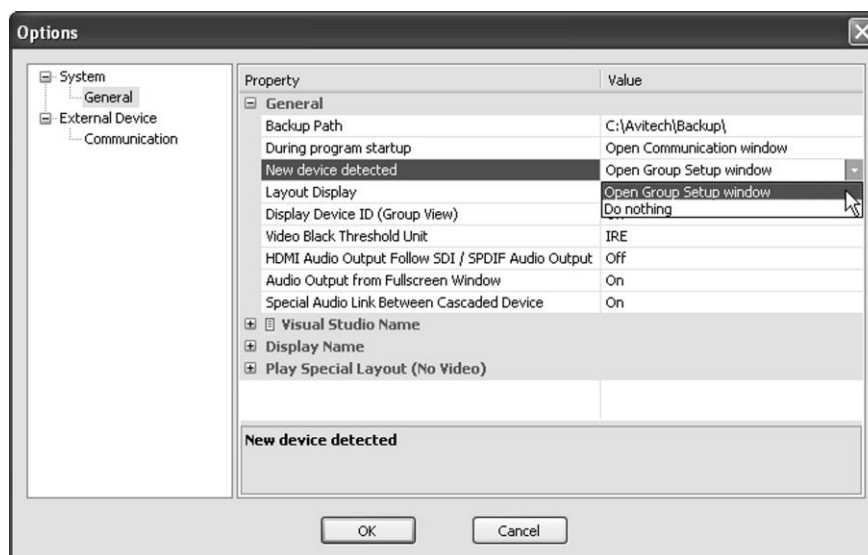 Options
System
General
External Device
Communication
Property Value
General
Backup Path C:\Avitech\Backup\
During program startup Open Communication window
New device detected Open Group Setup window
Layout Display Open Group Setup window
Do nothing
Display Device ID (Group View)
Video Black Threshold Unit IRE
HDMI Audio Output Follow SDI / SPDIF Audio Output Off
Audio Output from Fullscreen Window On
Special Audio Link Between Cascaded Device On
Visual Studio Name
Display Name
Play Special Layout (No Video)
New device detected
OK Cancel